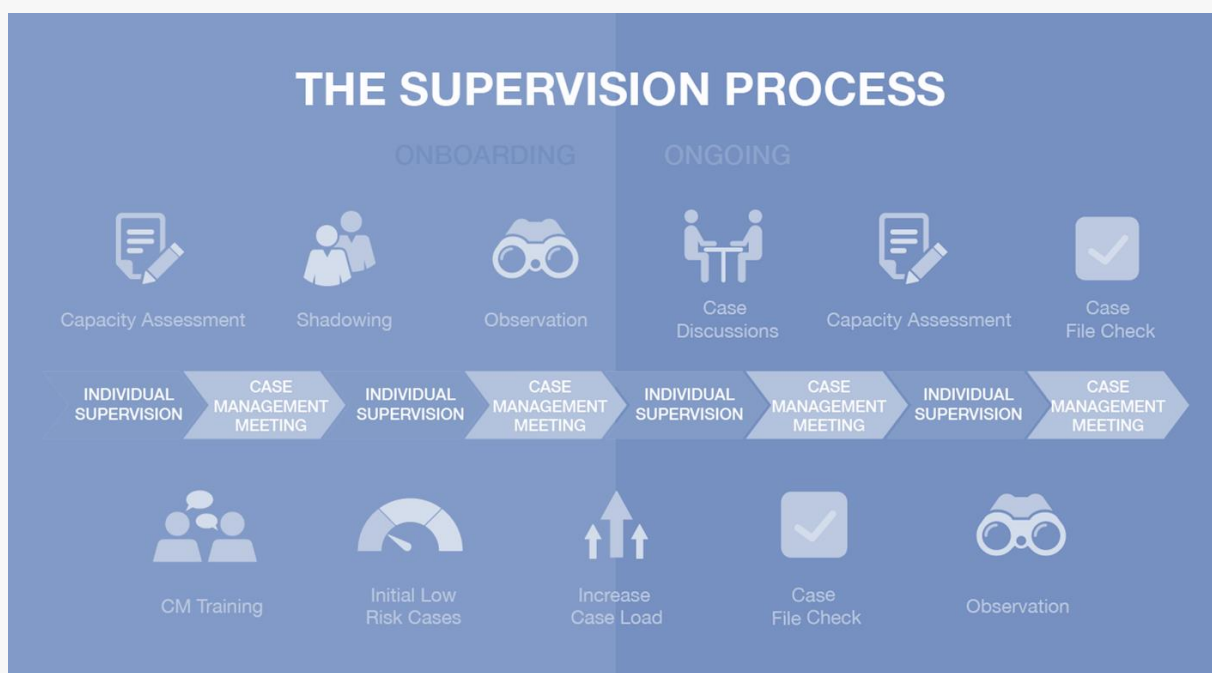 THE SUPERVISION PROCESS
ONBOARDING
ONGOING
Capacity Assessment
Shadowing
Observation
Case
Discussions
Capacity Assessment
Case
File Check
INDIVIDUAL
SUPERVISION
CASE
MANAGEMENT
MEETING
INDIVIDUAL
SUPERVISION
CASE
MANAGEMENT
MEETING
INDIVIDUAL
SUPERVISION
CASE
MANAGEMENT
MEETING
INDIVIDUAL
SUPERVISION
CASE
MANAGEMENT
MEETING
CM Training
Initial Low
Risk Cases
Increase
Case Load
Case
File Check
Observation